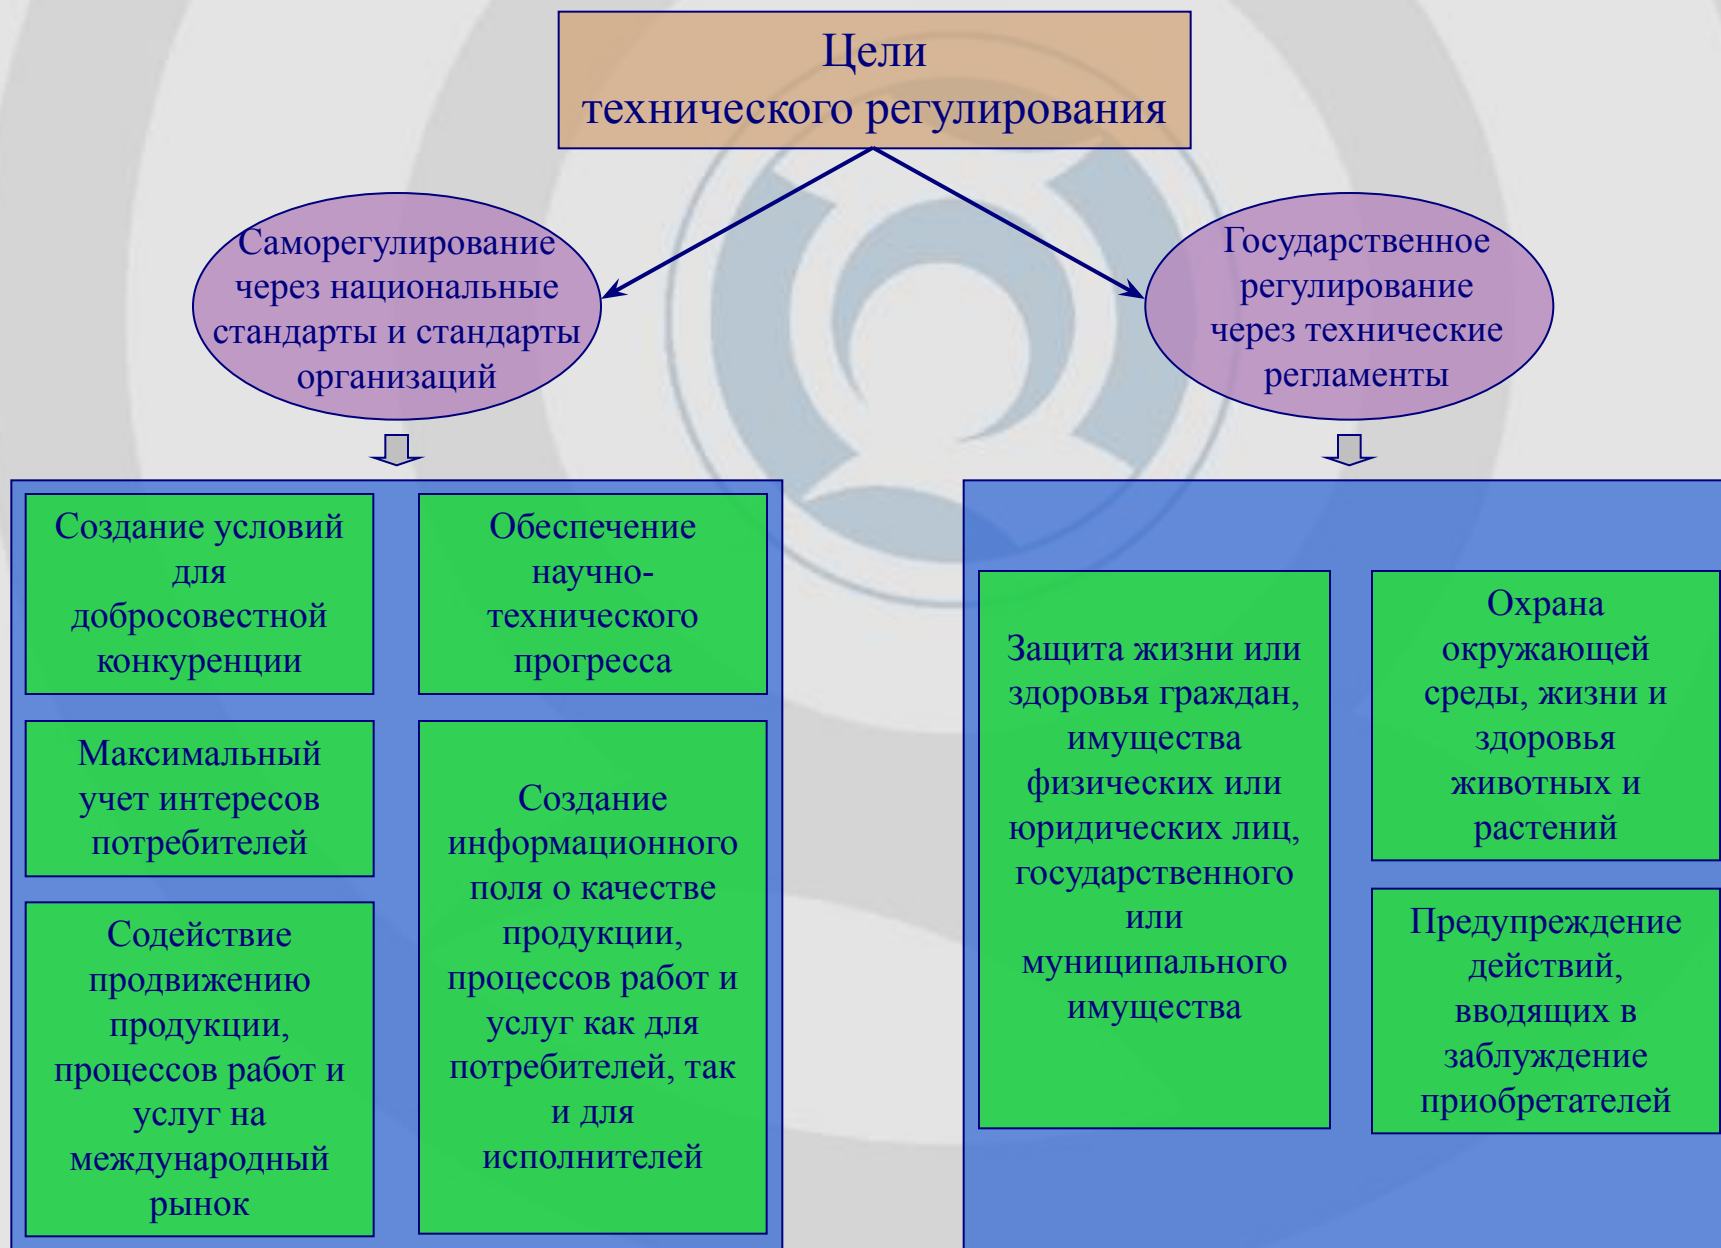 Цели
технического регулирования
Саморегулирование
через национальные
стандарты и стандарты
организаций
Государственное
регулирование
через технические
регламенты
Создание условий
для
добросовестной
конкуренции
Обеспечение
научно-
технического
прогресса
Максимальный
учет интересов
потребителей
Создание
информационного
поля о качестве
продукции,
процессов работ и
услуг как для
потребителей, так
и для
исполнителей
Содействие
продвижению
продукции,
процессов работ и
услуг на
международный
рынок
Защита жизни или
здоровья граждан,
имущества
физических или
юридических лиц,
государственного
или
муниципального
имущества
Охрана
окружающей
среды, жизни и
здоровья
животных и
растений
Предупреждение
действий,
вводящих в
заблуждение
приобретателей